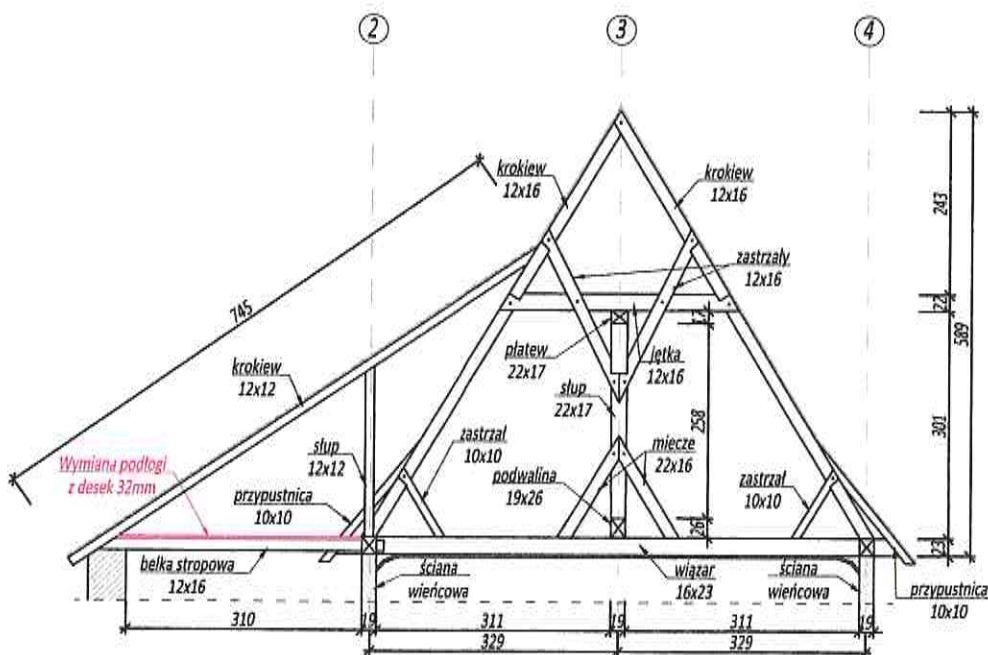 2
3
4
krokiew
12x16
krokiew
12x16
zastrzały
12x16
243
22
589
745
17
płatew
22x17
jętka
12x16
krokiew
12x12
słup
22x17
258
301
słup
12x12
zastrzał
10x10
miecze
22x16
Wymiana podłogi
z desek 32mm
przypustnica
10x10
podwalina
19x26
zastrzał
10x10
26
23
belka stropowa
12x16
ściana
wieńcowa
wiązar
16x23
ściana
wieńcowa
przypustnica
10x10
310
19
311
19
311
19
329
329